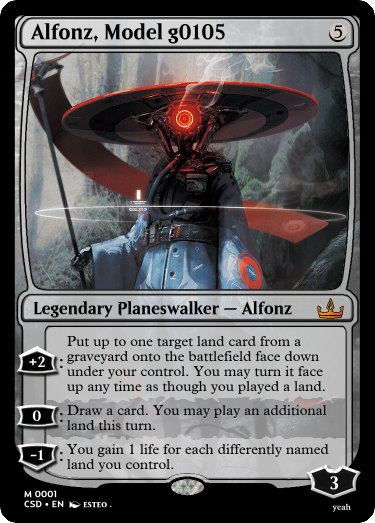 Alfonz, Model g0105 5
Legendary Planeswalker — Alfonz
+2: Put up to one target land card from a
graveyard onto the battlefield face down
under your control. You may turn it face
up any time as though you played a land.
0: Draw a card. You may play an additional
land this turn.
-1: You gain 1 life for each differently named
land you control.
3
M 0001
CSD • EN ESTEO .
yeah